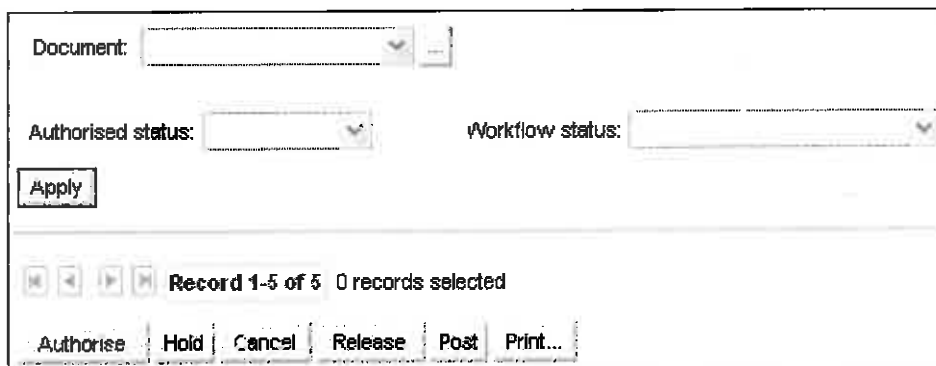 Document: ...
Authorised status: Workflow status:
Apply
Record 1-5 of 5 0 records selected
Authorise Hold Cancel Release Post Print...